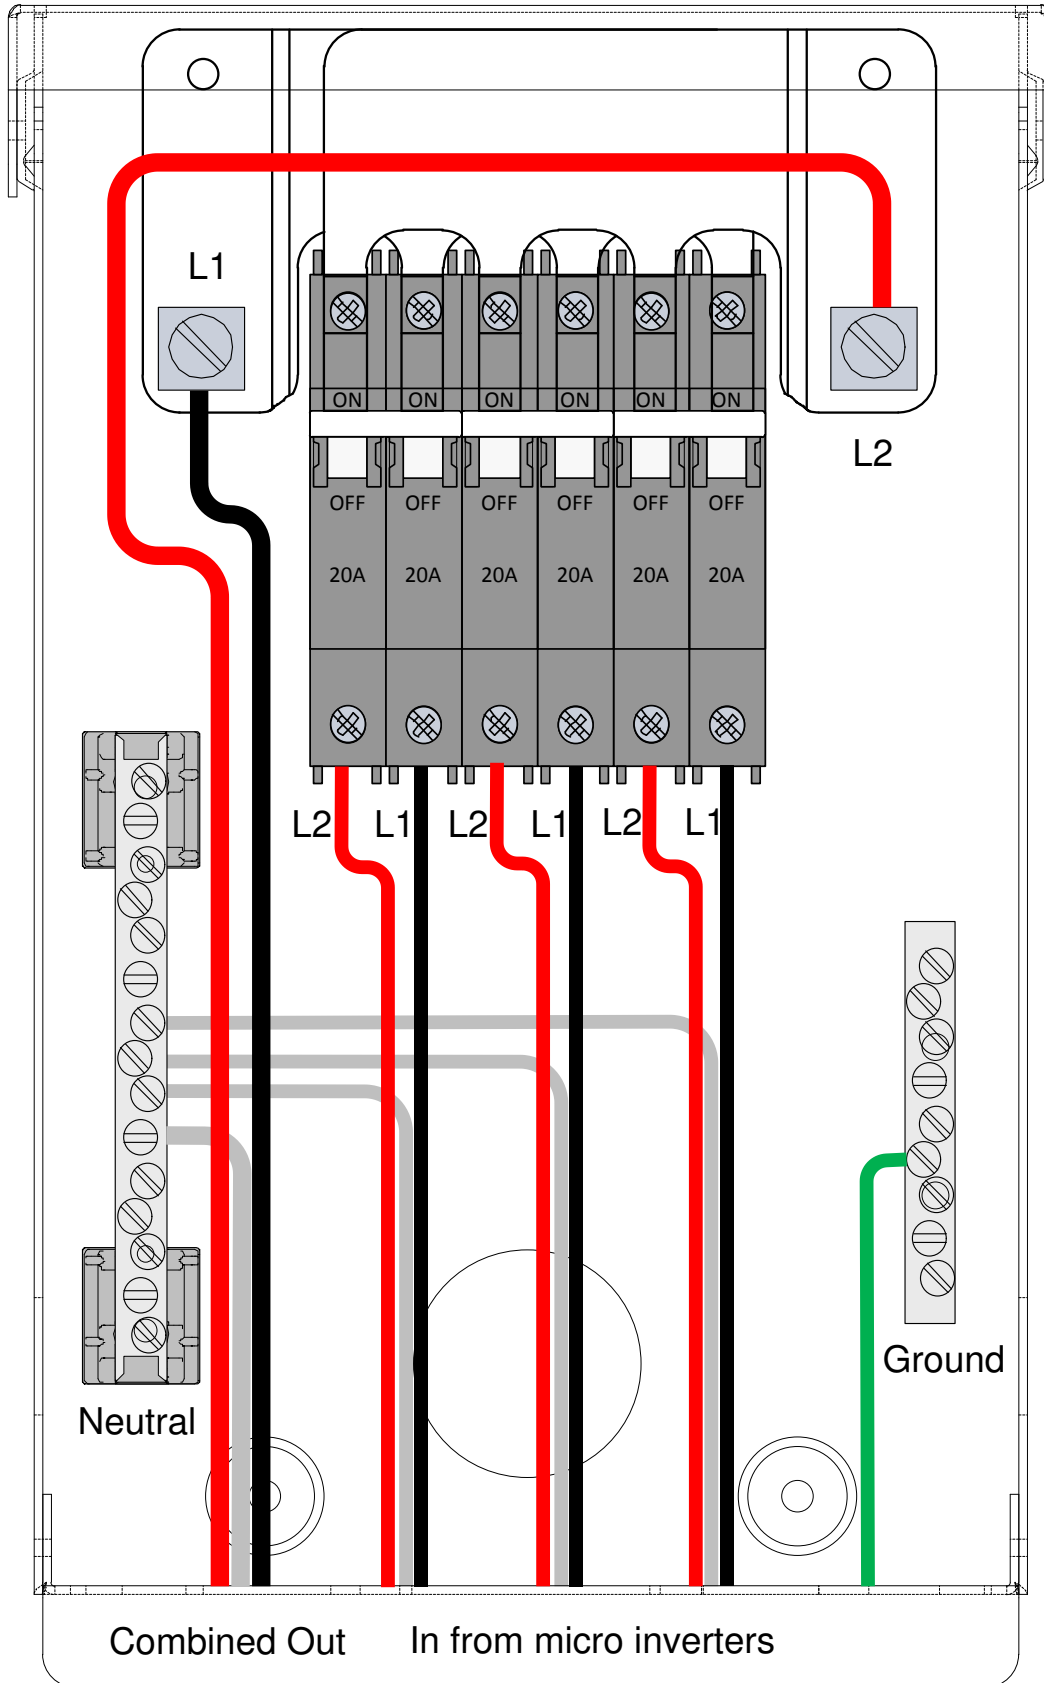 L1
L2
ON ON ON ON ON ON
OFF OFF OFF OFF OFF OFF
20A 20A 20A 20A 20A 20A
L2 L1 L2 L1 L2 L1
Ground
Neutral
Combined Out In from micro inverters